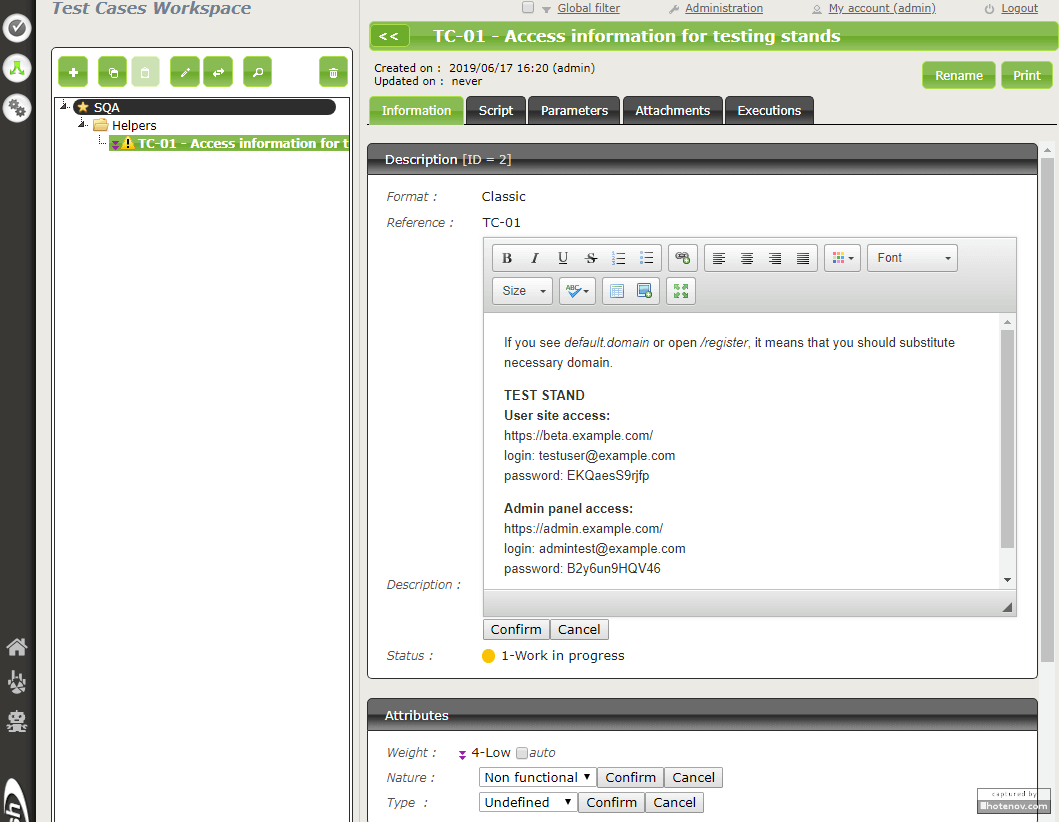 Test Cases Workspace
Global filter
Administration
My account (admin)
Logout
<< TC-01 - Access information for testing stands
Created on : 2019/06/17 16:20 (admin)
Updated on : never
Rename
Print
Information
Script
Parameters
Attachments
Executions
SQA
Helpers
TC-01 - Access information for t
Description [ID = 2]
Format : Classic
Reference : TC-01
B I U S
Font
Size
ABC
If you see default.domain or open /register, it means that you should substitute
necessary domain.
TEST STAND
User site access:
https://beta.example.com/
login: testuser@example.com
password: EKQaesS9rjfp
Admin panel access:
https://admin.example.com/
login: admintest@example.com
password: B2y6un9HQV46
Description :
Confirm Cancel
Status : 1-Work in progress
Attributes
Weight : 4-Low auto
Nature : Non functional Confirm Cancel
Type : Undefined Confirm Cancel
captured by
hotenov.com